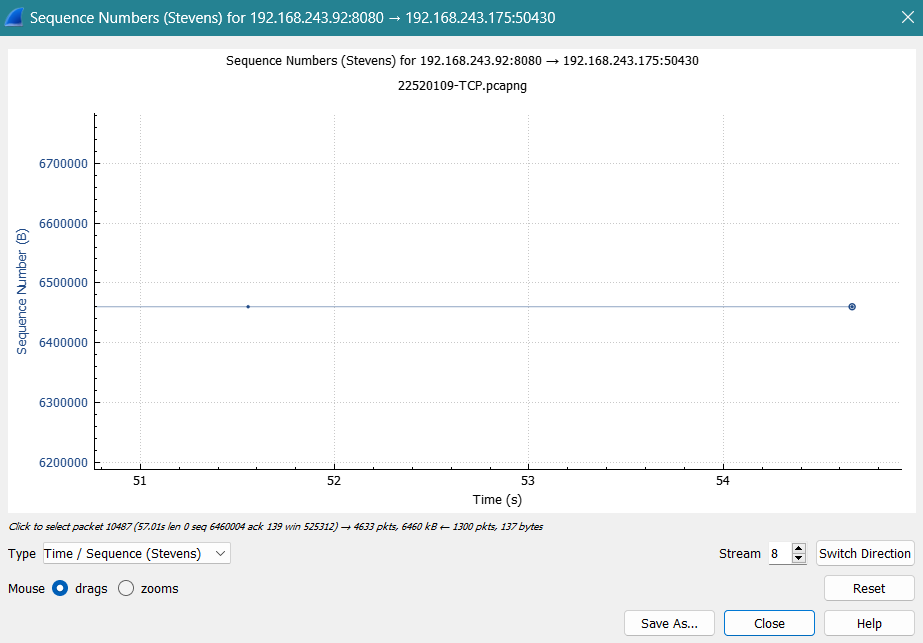 Sequence Numbers (Stevens) for 192.168.243.92:8080 → 192.168.243.175:50430
Sequence Numbers (Stevens) for 192.168.243.92:8080 → 192.168.243.175:50430
22520109-TCP.pcapng
Sequence Number (B)
6700000
6600000
6500000
6400000
6300000
6200000
51 52 53 54
Time (s)
Click to select packet 10487 (57.01s len 0 seq 6460004 ack 139 win 525312) → 4633 pkts, 6460 kB ← 1300 pkts, 137 bytes
Type Time / Sequence (Stevens) Stream 8 Switch Direction
Mouse drags zooms Reset
Save As... Close Help